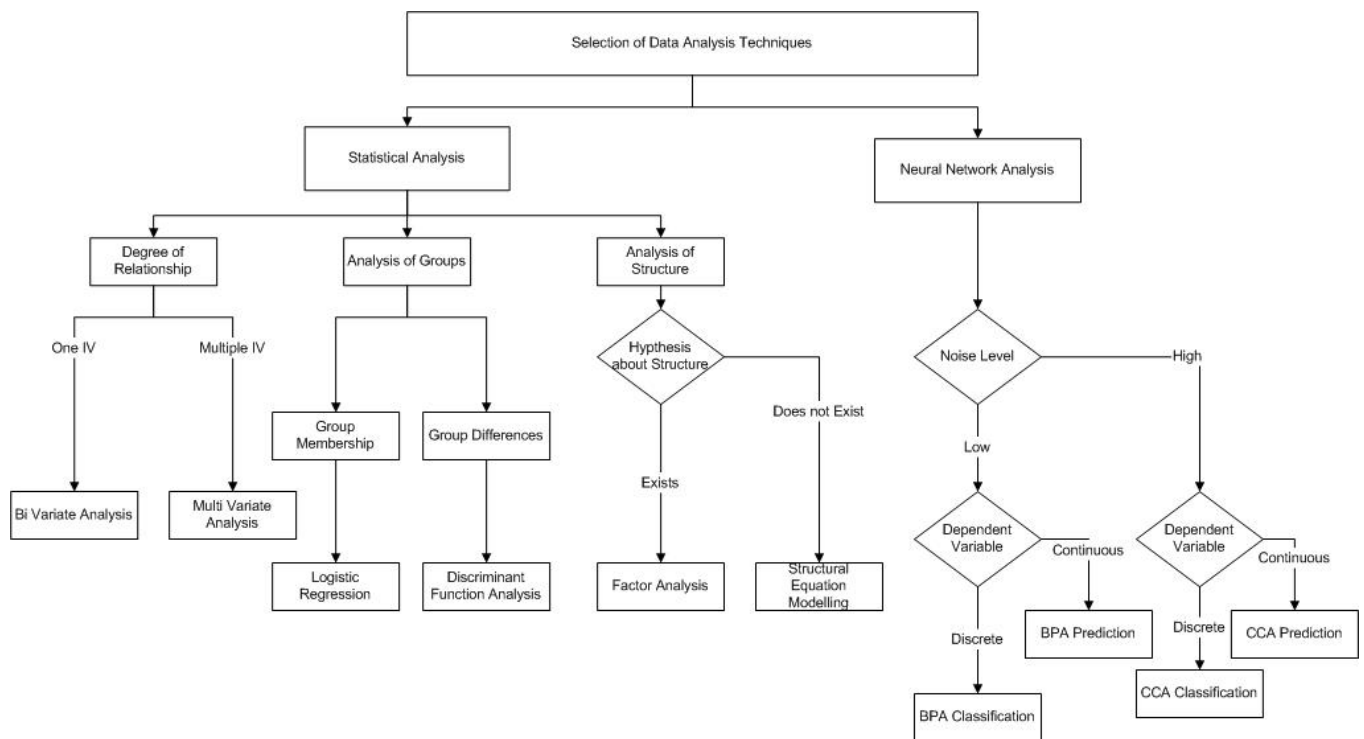 Selection of Data Analysis Techniques
Statistical Analysis
Neural Network Analysis
Degree of
Relationship
Analysis of Groups
Analysis of
Structure
One IV
Multiple IV
Hypthesis
about Structure
Noise Level
High
Does not Exist
Group
Membership
Group Differences
Low
Exists
Bi Variate Analysis
Multi Variate
Analysis
Dependent
Variable
Continuous
Dependent
Variable
Continuous
Logistic
Regression
Discriminant
Function Analysis
Factor Analysis
Structural
Equation
Modelling
Discrete
BPA Prediction
Discrete
CCA Prediction
BPA Classification
CCA Classification